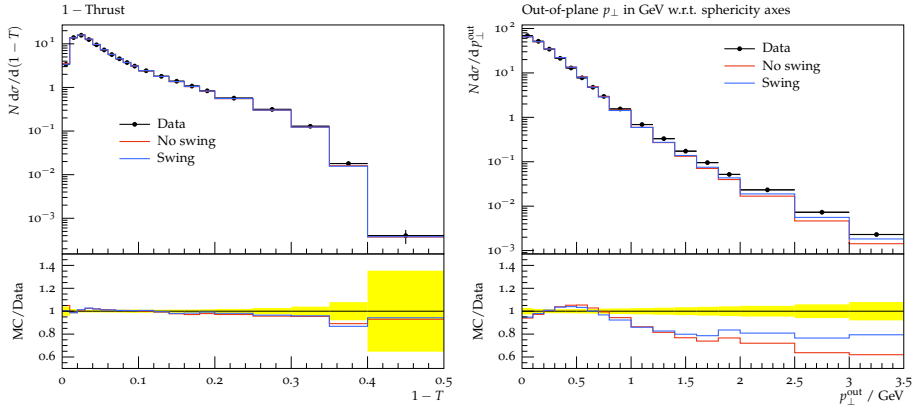 1 − Thrust
N dσ/d(1 − T)
10^1
1
10^−1
10^−2
10^−3
Data
No swing
Swing
MC/Data
1.4
1.2
1
0.8
0.6
0 0.1 0.2 0.3 0.4 0.5
1 − T
Out-of-plane p⊥ in GeV w.r.t. sphericity axes
N dσ/dp⊥^out
10^2
10^1
1
10^−1
10^−2
10^−3
Data
No swing
Swing
MC/Data
1.4
1.2
1
0.8
0.6
0 0.5 1 1.5 2 2.5 3 3.5
p⊥^out / GeV